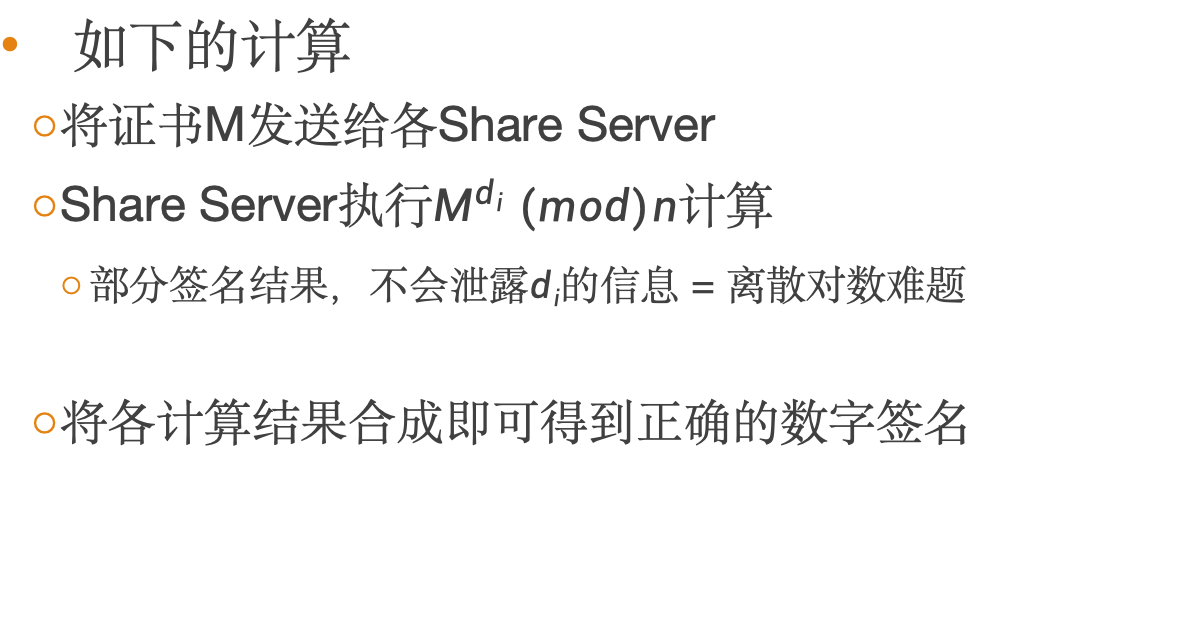 • 如下的计算
○将证书M发送给各Share Server
○Share Server执行M^{d_i} (mod)n计算
○部分签名结果，不会泄露d_i的信息 = 离散对数难题
○将各计算结果合成即可得到正确的数字签名